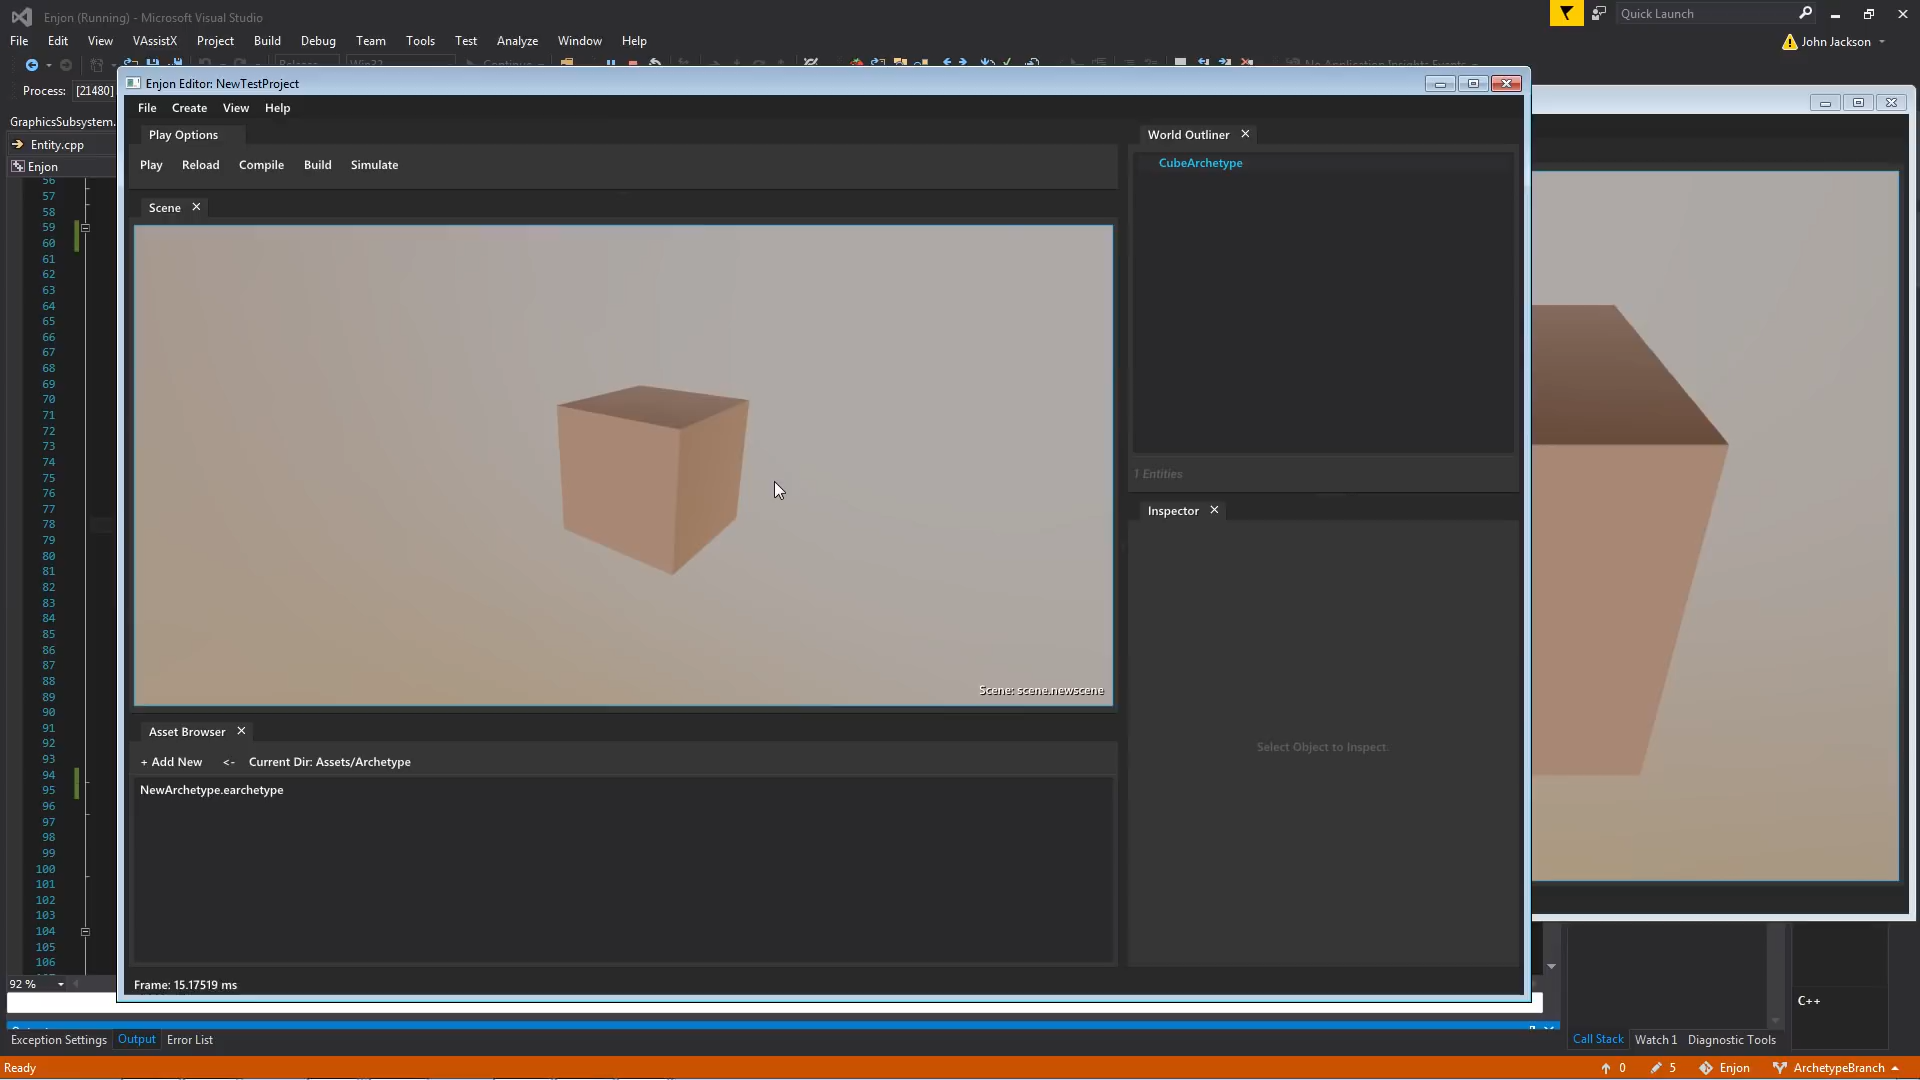 Enjon (Running) - Microsoft Visual Studio
Quick Launch
File Edit View VAssistX Project Build Debug Team Tools Test Analyze Window Help
John Jackson
Process: [21480]
GraphicsSubsystem.
Entity.cpp
Enjon
56
57
58
59
60
61
62
63
64
65
66
67
68
69
70
71
72
73
74
75
76
77
78
79
80
81
82
83
84
85
86
87
88
89
90
91
92
93
94
95
96
97
98
99
100
101
102
103
104
105
106
92 %
Enjon Editor: NewTestProject
File Create View Help
Play Options
Play Reload Compile Build Simulate
Scene
Scene: scene.newscene
World Outliner
CubeArchetype
1 Entities
Inspector
Select Object to Inspect.
Asset Browser
+ Add New <- Current Dir: Assets/Archetype
NewArchetype.earchetype
Frame: 15.17519 ms
C++
Exception Settings Output Error List
Call Stack Watch 1 Diagnostic Tools
Ready
0 5 Enjon ArchetypeBranch